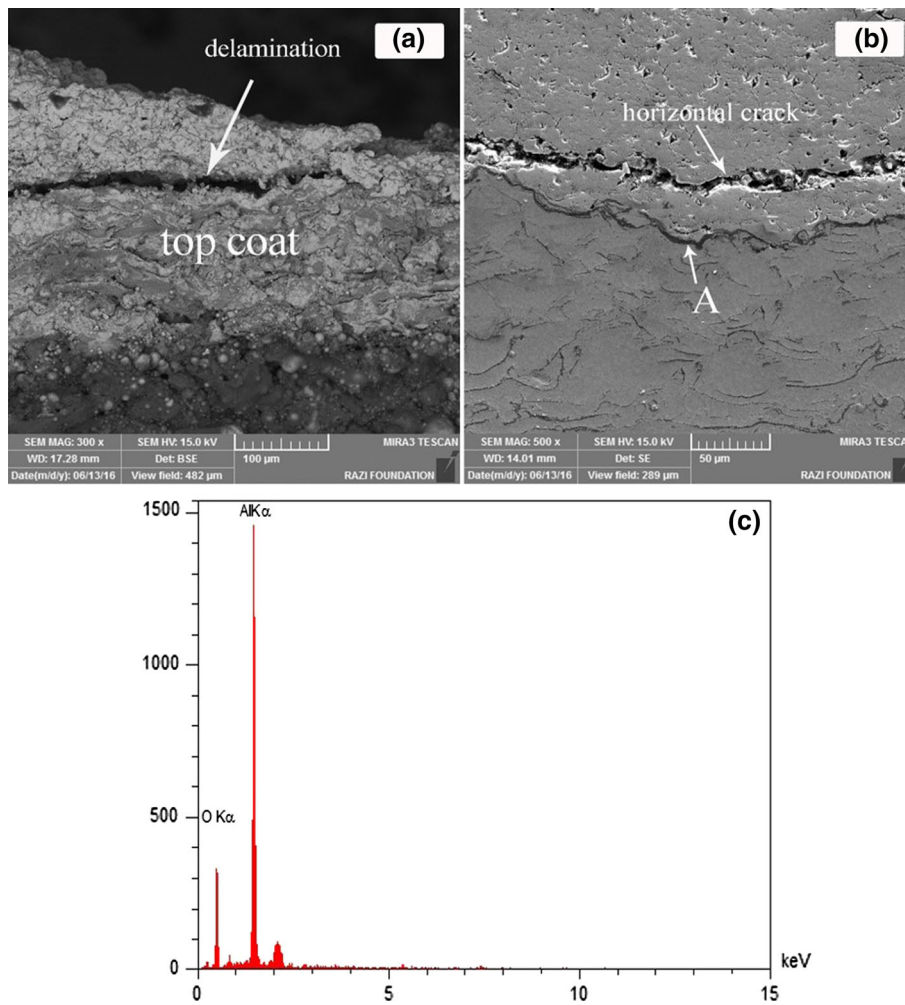 (a)
delamination
top coat
SEM MAG: 300 x
SEM HV: 15.0 kV
MIRA3 TESCAN
WD: 17.28 mm
Det: BSE
100 µm
Date(m/d/y): 06/13/16
View field: 482 µm
RAZI FOUNDATION
(b)
horizontal crack
A
SEM MAG: 500 x
SEM HV: 15.0 kV
MIRA3 TESCAN
WD: 14.01 mm
Det: SE
50 µm
Date(m/d/y): 06/13/16
View field: 289 µm
RAZI FOUNDATION
(c)
1500
AlKα
1000
500
O Kα
0
keV
0
5
10
15